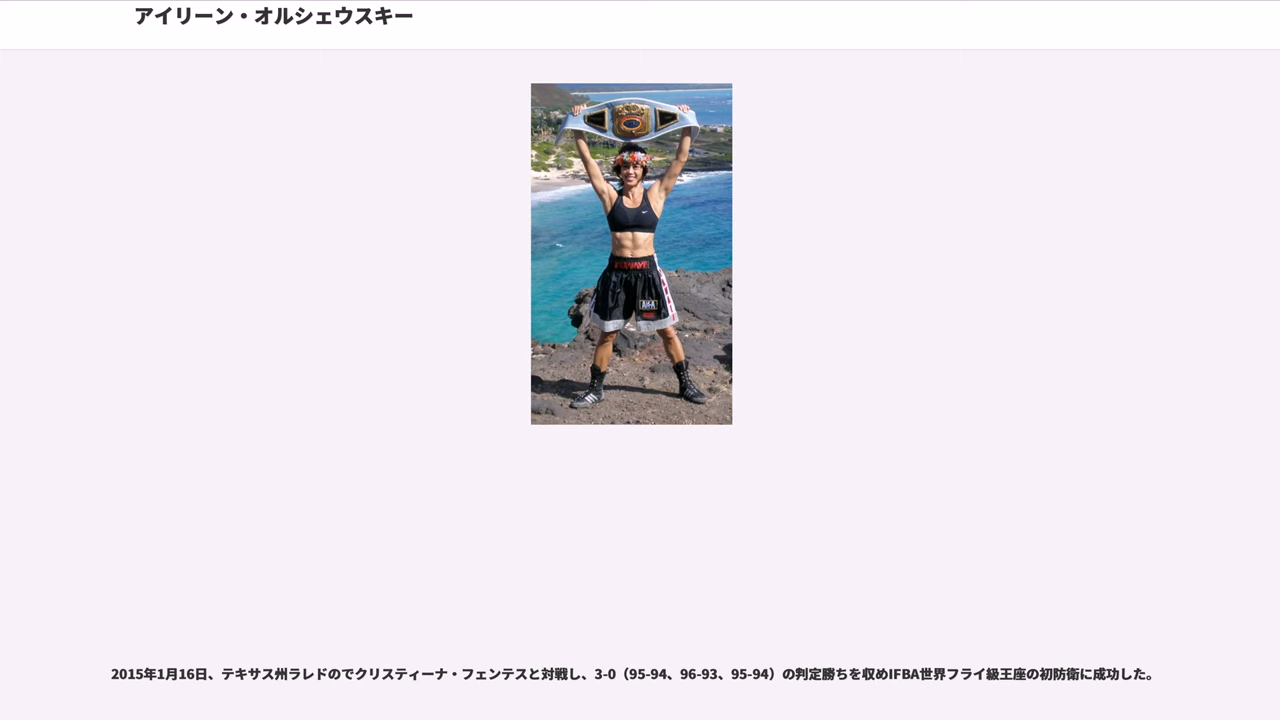 アイリーン・オルシェウスキー
2015年1月16日、テキサス州ラレドのでクリスティーナ・フェンテスと対戦し、3-0（95-94、96-93、95-94）の判定勝ちを収めIFBA世界フライ級王座の初防衛に成功した。